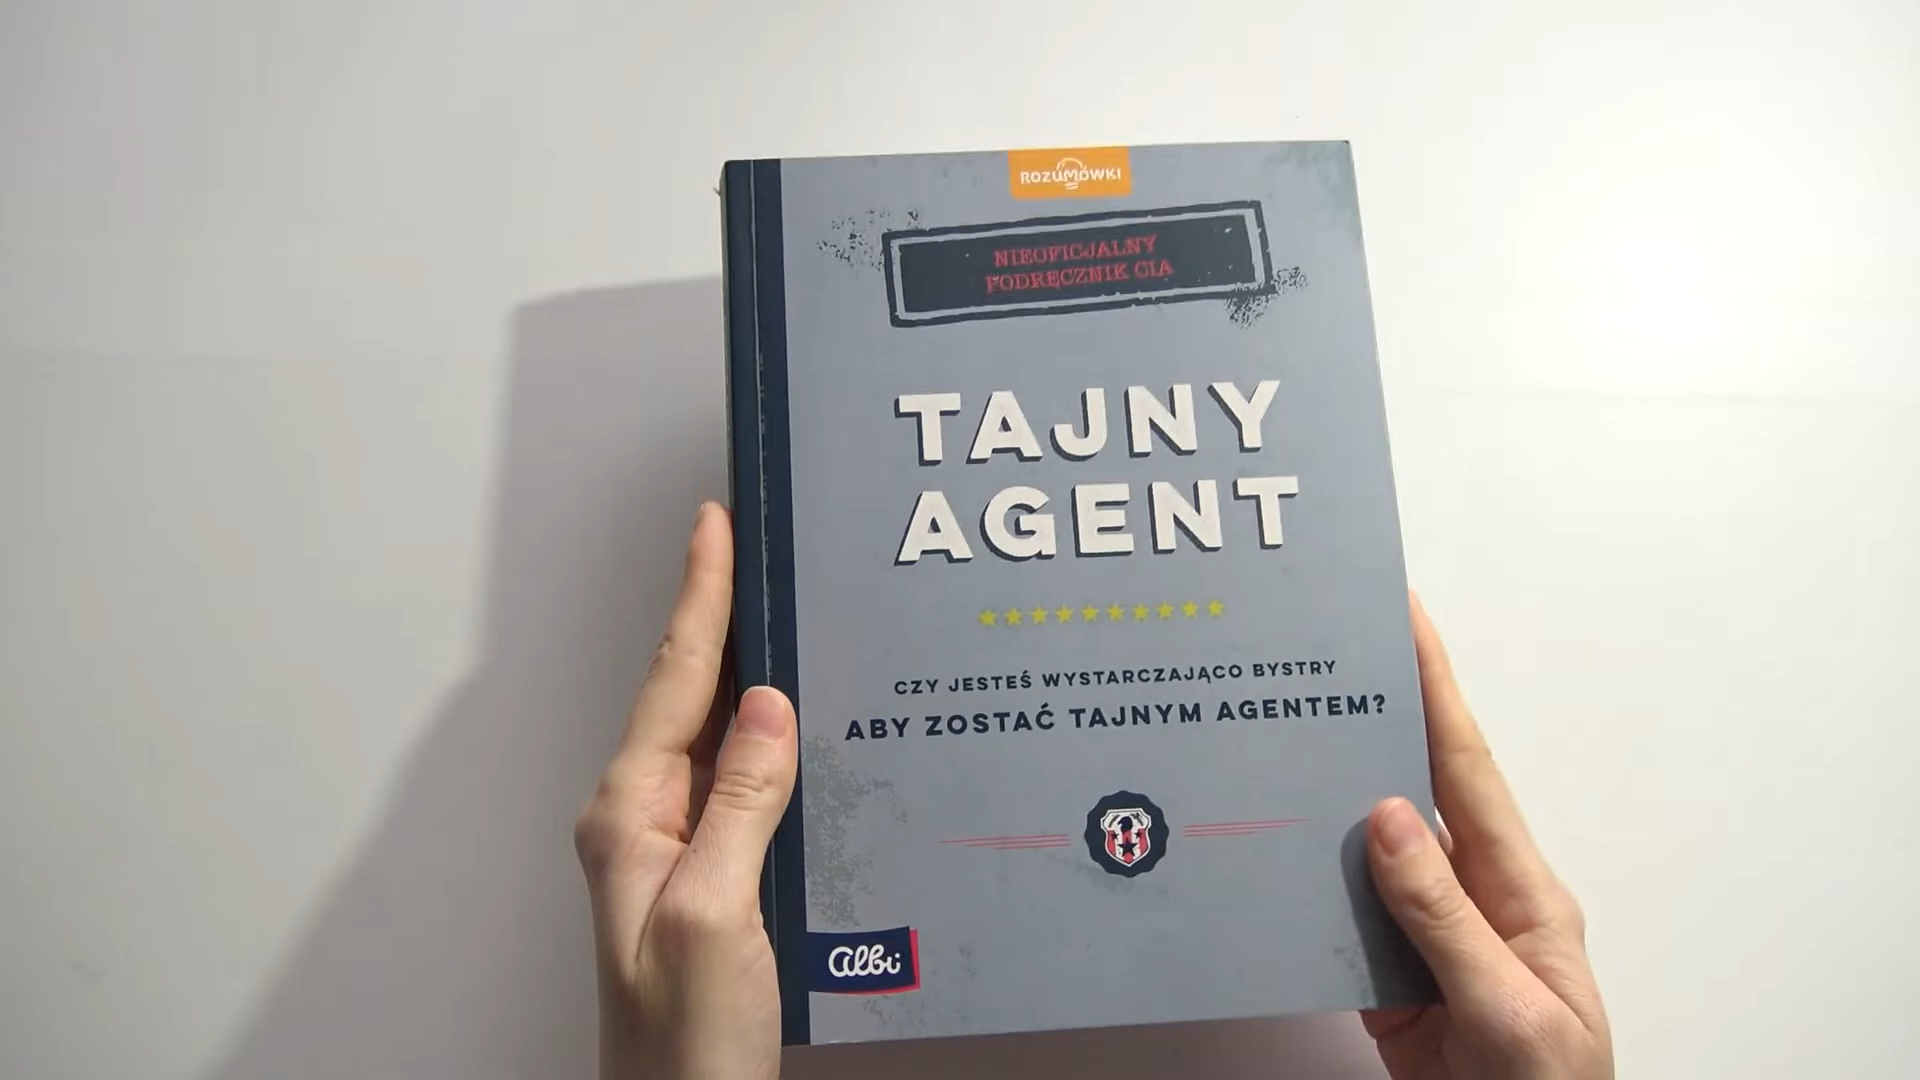 ROZUMÓWKI
NIEOFICJALNY
PODRĘCZNIK CIA
TAJNY
AGENT
CZY JESTEŚ WYSTARCZAJĄCO BYSTRY
ABY ZOSTAĆ TAJNYM AGENTEM?
albi